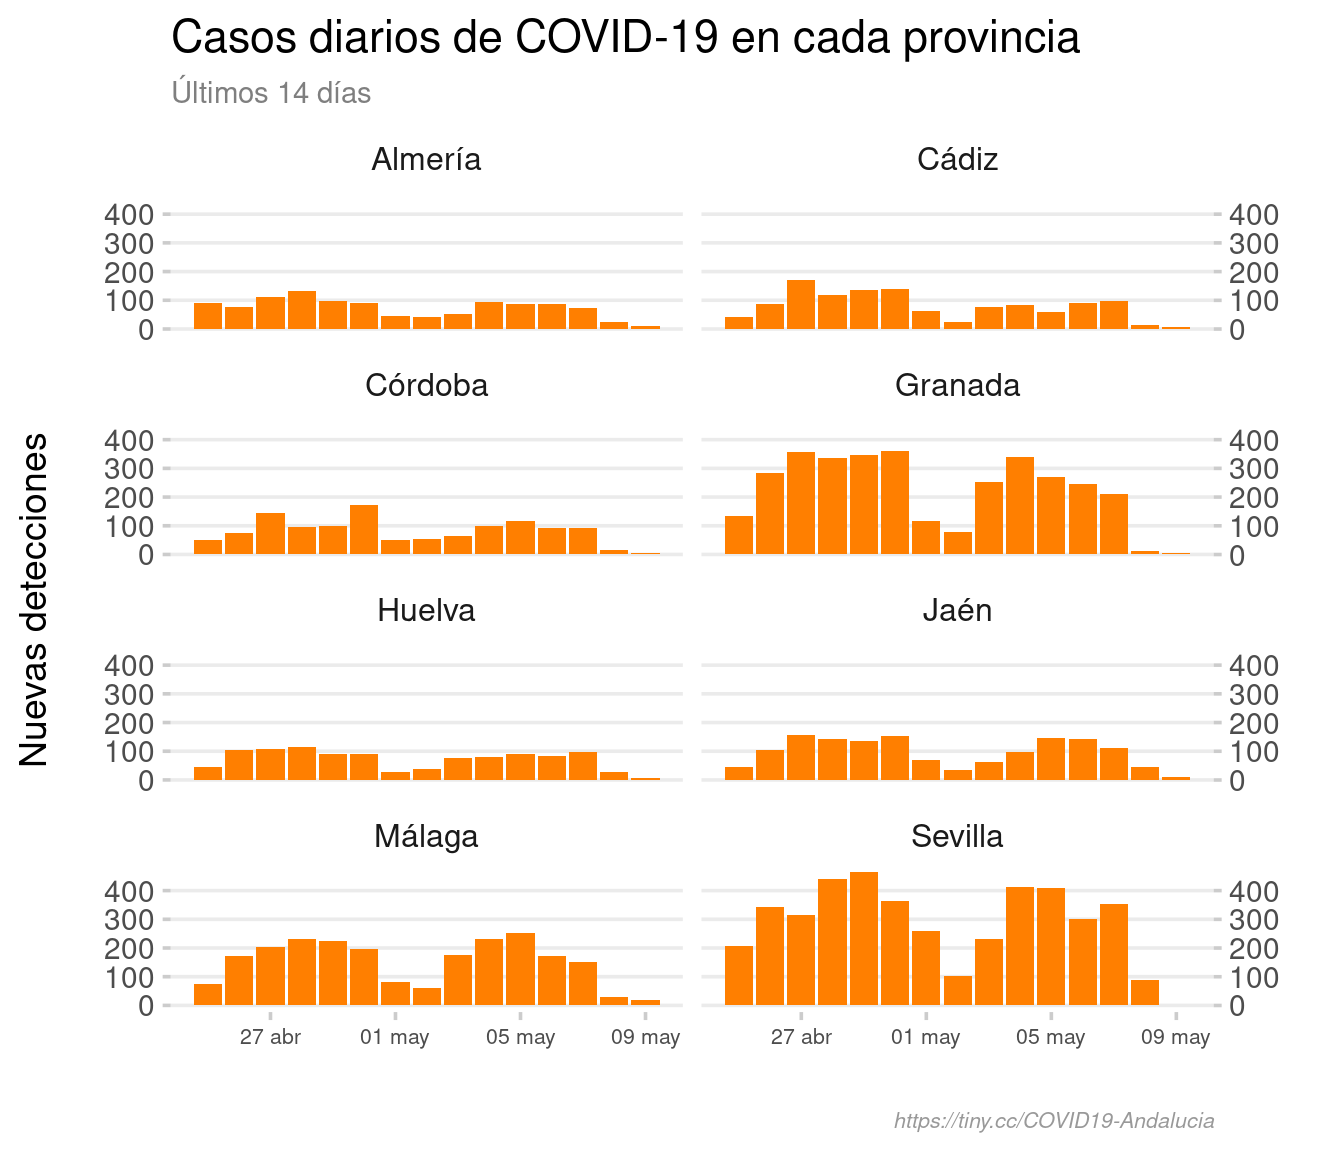 Casos diarios de COVID-19 en cada provincia
Últimos 14 días
Nuevas detecciones
Almería
Cádiz
400
300
200
100
0
400
300
200
100
0
Córdoba
Granada
400
300
200
100
0
400
300
200
100
0
Huelva
Jaén
400
300
200
100
0
400
300
200
100
0
Málaga
Sevilla
400
300
200
100
0
400
300
200
100
0
27 abr 01 may 05 may 09 may
27 abr 01 may 05 may 09 may
https://tiny.cc/COVID19-Andalucia